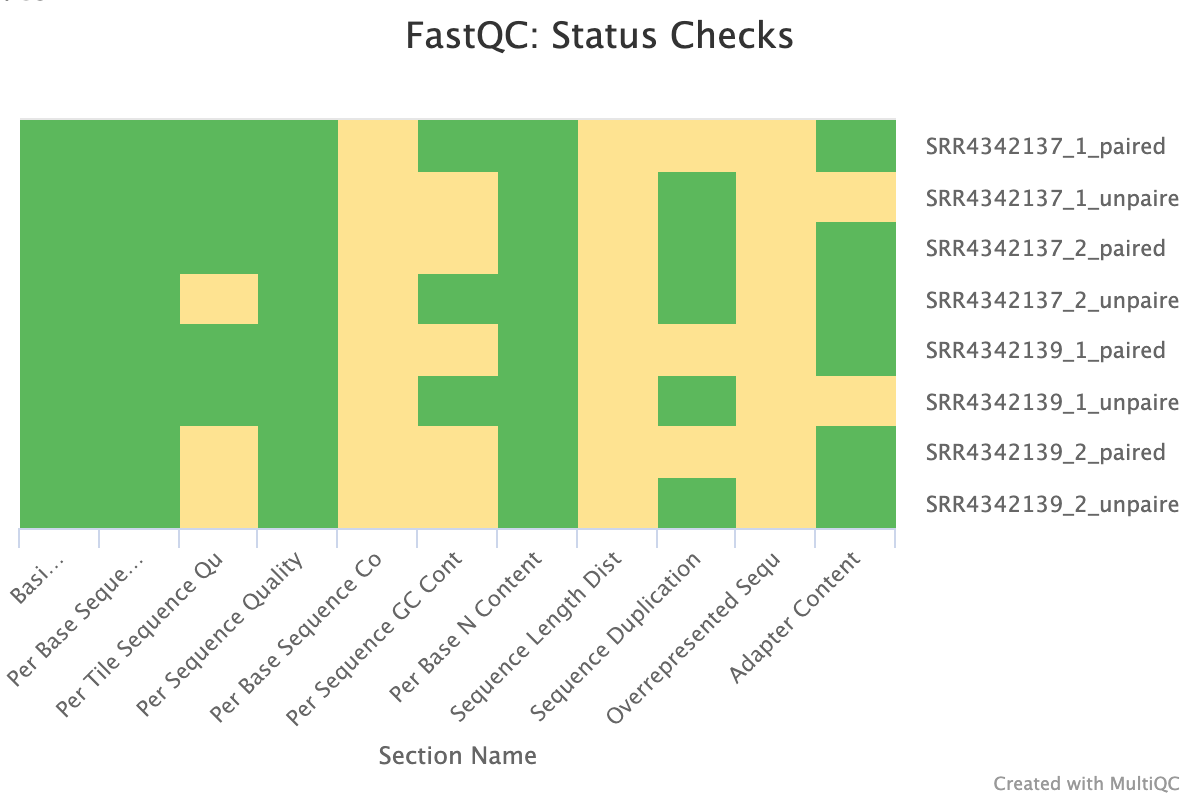 FastQC: Status Checks
SRR4342137_1_paired
SRR4342137_1_unpaire
SRR4342137_2_paired
SRR4342137_2_unpaire
SRR4342139_1_paired
SRR4342139_1_unpaire
SRR4342139_2_paired
SRR4342139_2_unpaire
Basi...
Per Base Seque...
Per Tile Sequence Qu
Per Sequence Quality
Per Base Sequence Co
Per Sequence GC Cont
Per Base N Content
Sequence Length Dist
Sequence Duplication
Overrepresented Sequ
Adapter Content
Section Name
Created with MultiQC